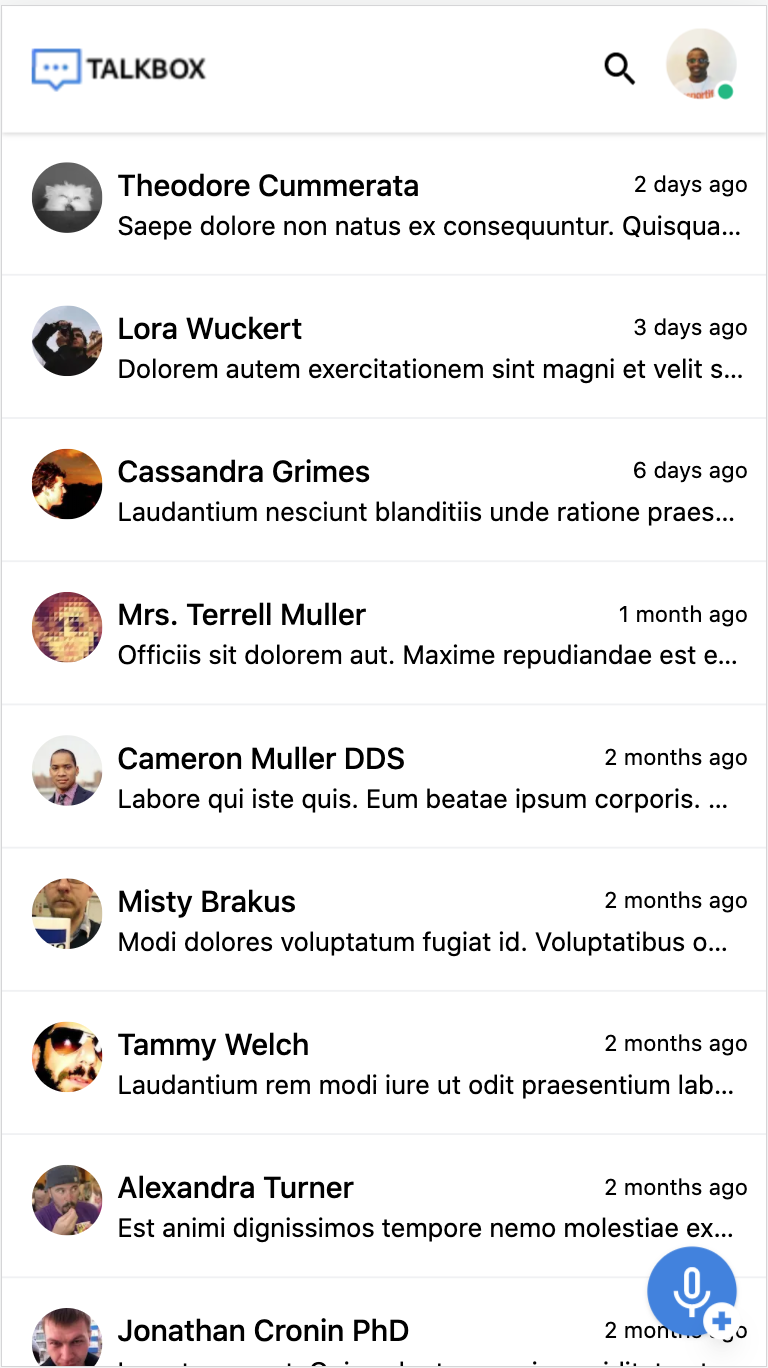 TALKBOX
Theodore Cummerata 2 days ago
Saepe dolore non natus ex consequuntur. Quisqua...
Lora Wuckert 3 days ago
Dolorem autem exercitationem sint magni et velit s...
Cassandra Grimes 6 days ago
Laudantium nesciunt blanditiis unde ratione praes...
Mrs. Terrell Muller 1 month ago
Officiis sit dolorem aut. Maxime repudiandae est e...
Cameron Muller DDS 2 months ago
Labore qui iste quis. Eum beatae ipsum corporis. ...
Misty Brakus 2 months ago
Modi dolores voluptatum fugiat id. Voluptatibus o...
Tammy Welch 2 months ago
Laudantium rem modi iure ut odit praesentium lab...
Alexandra Turner 2 months ago
Est animi dignissimos tempore nemo molestiae ex...
Jonathan Cronin PhD 2